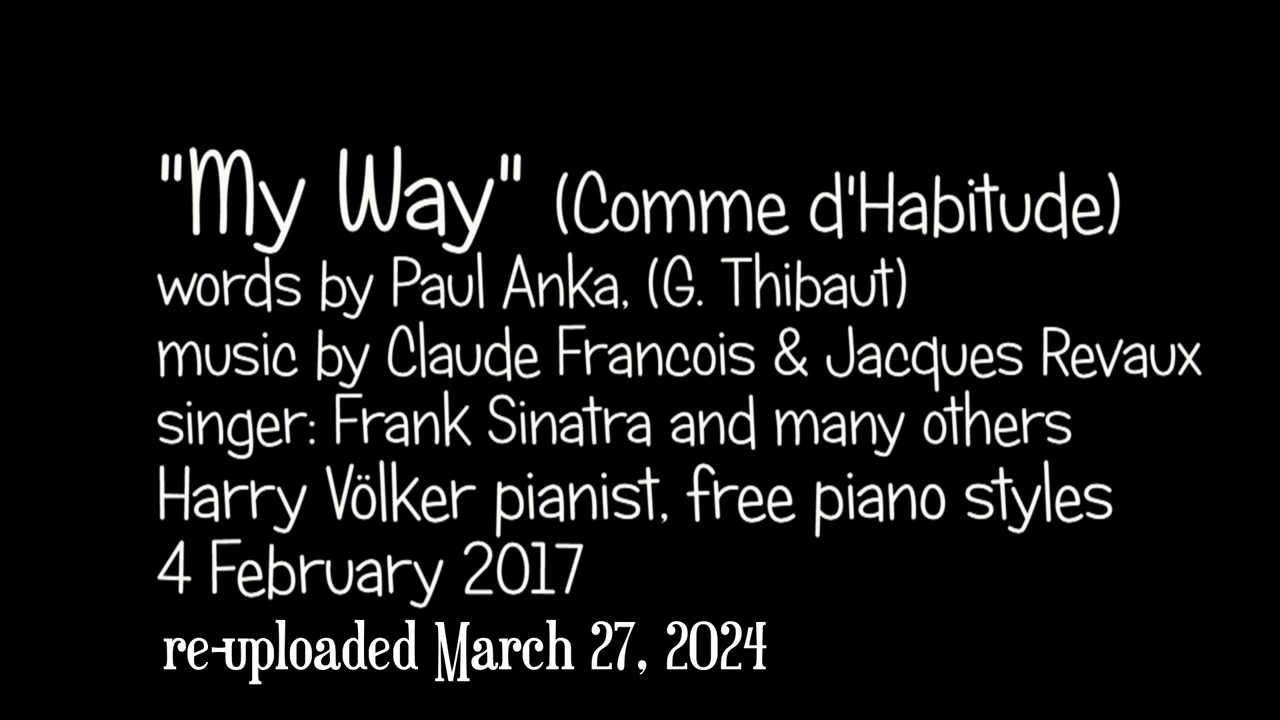 "My Way" (Comme d'Habitude)
words by Paul Anka, (G. Thibaut)
music by Claude Francois & Jacques Revaux
singer: Frank Sinatra and many others
Harry Völker pianist, free piano styles
4 February 2017
re-uploaded March 27, 2024